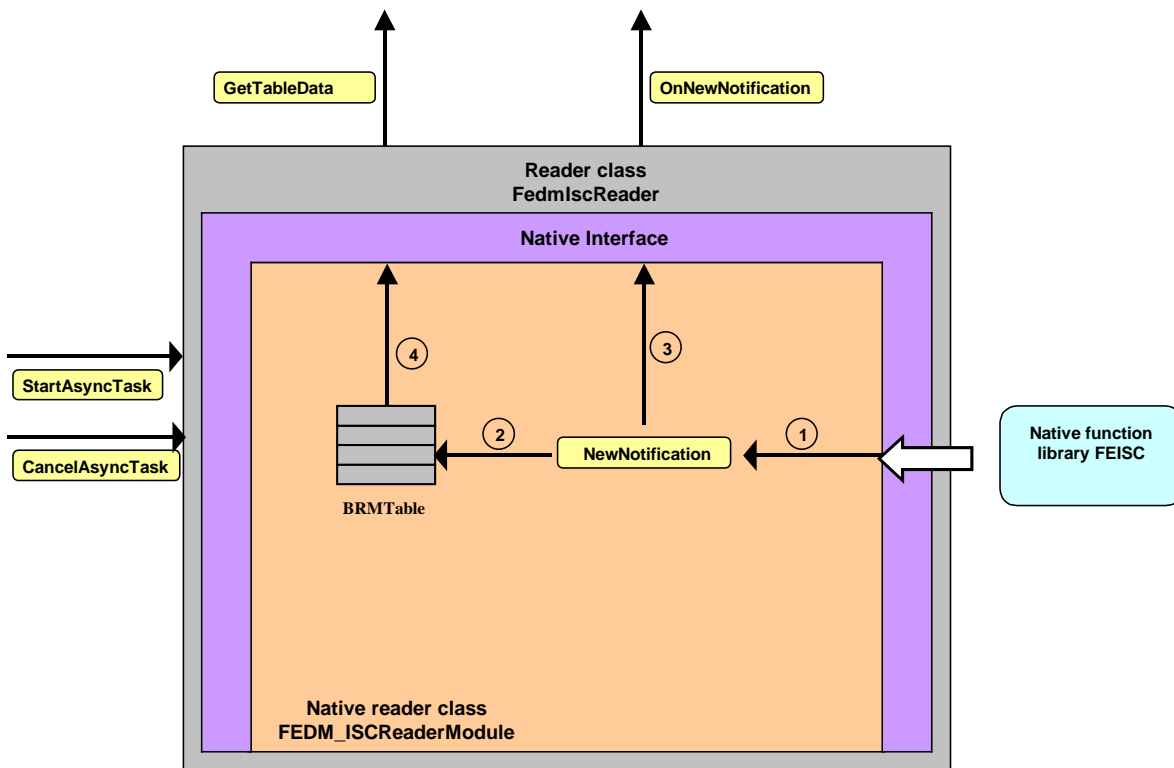 GetTableData
OnNewNotification
Reader class
FedmIscReader
Native Interface
4
3
StartAsyncTask
CancelAsyncTask
2
1
NewNotification
Native function
library FEISC
BRMTable
Native reader class
FEDM_ISCReaderModule